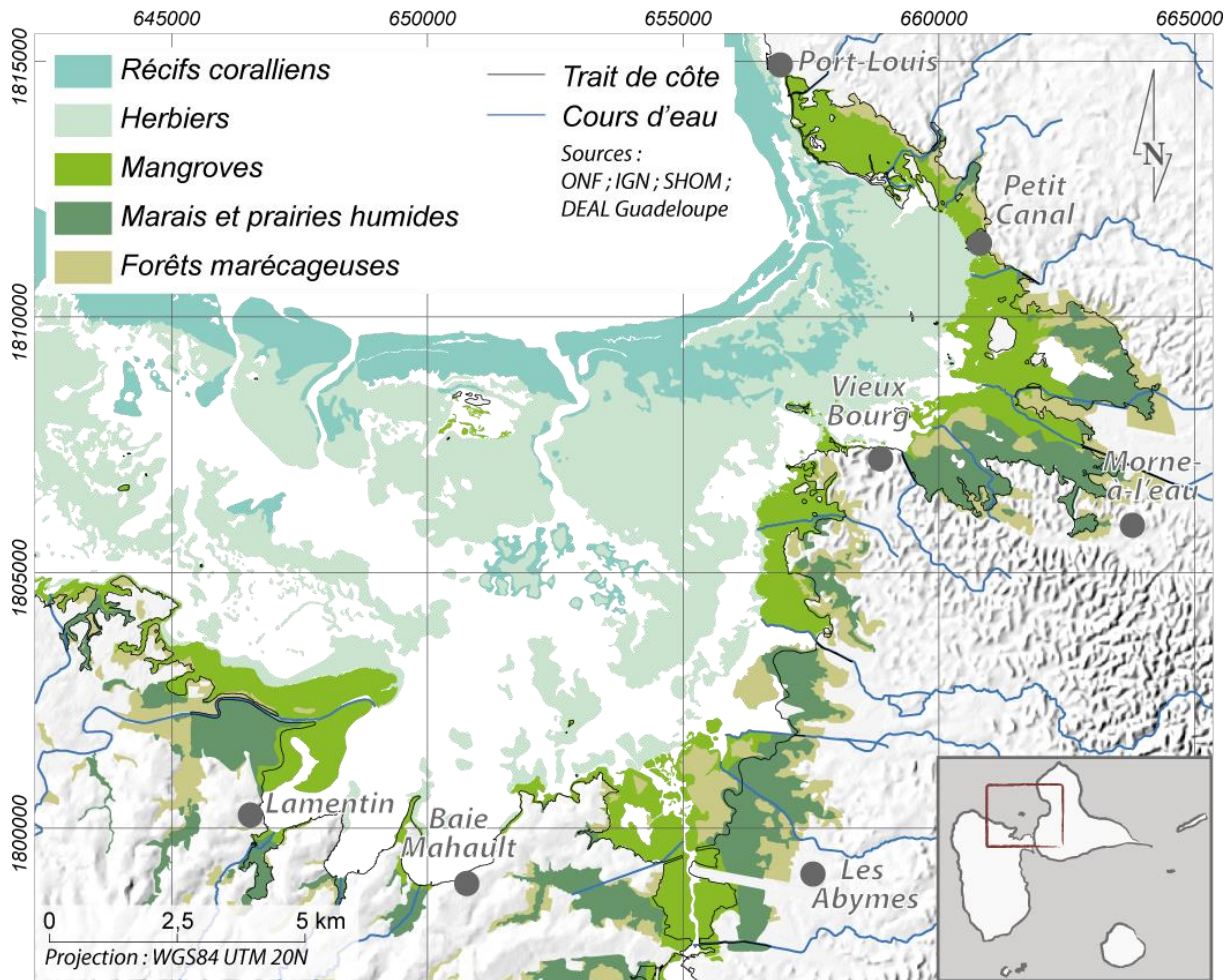 645000
650000
655000
660000
665000
1815000
1810000
1805000
1800000
Récifs coralliens
Herbiers
Mangroves
Marais et prairies humides
Forêts marécageuses
Trait de côte
Cours d'eau
Sources :
ONF ; IGN ; SHOM ;
DEAL Guadeloupe
Port-Louis
N
Petit
Canal
Vieux
Bourg
Morne-
a-l'eau
Lamentin
Baie
Mahault
Les
Abymes
0 2,5 5 km
Projection : WGS84 UTM 20N